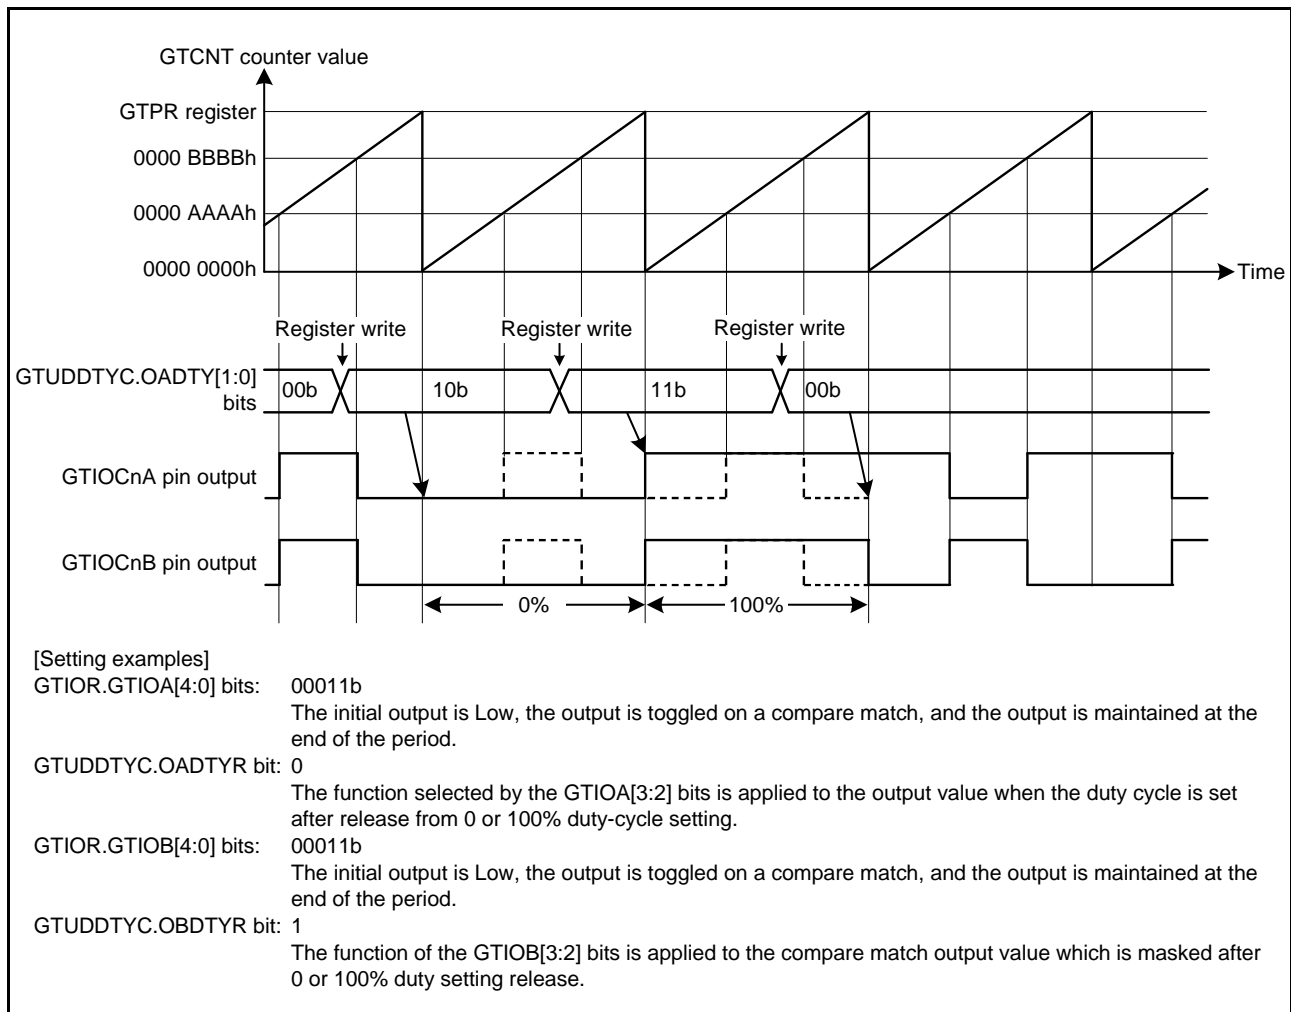 GTCNT counter value
GTPR register
0000 BBBBh
0000 AAAAh
0000 0000h
Time
Register write
Register write
Register write
GTUDDTYC.OADTY[1:0]
bits
00b
10b
11b
00b
GTIOCnA pin output
GTIOCnB pin output
0%
100%
[Setting examples]
GTIOR.GTIOA[4:0] bits: 00011b
The initial output is Low, the output is toggled on a compare match, and the output is maintained at the
end of the period.
GTUDDTYC.OADTYR bit: 0
The function selected by the GTIOA[3:2] bits is applied to the output value when the duty cycle is set
after release from 0 or 100% duty-cycle setting.
GTIOR.GTIOB[4:0] bits: 00011b
The initial output is Low, the output is toggled on a compare match, and the output is maintained at the
end of the period.
GTUDDTYC.OBDTYR bit: 1
The function of the GTIOB[3:2] bits is applied to the compare match output value which is masked after
0 or 100% duty setting release.